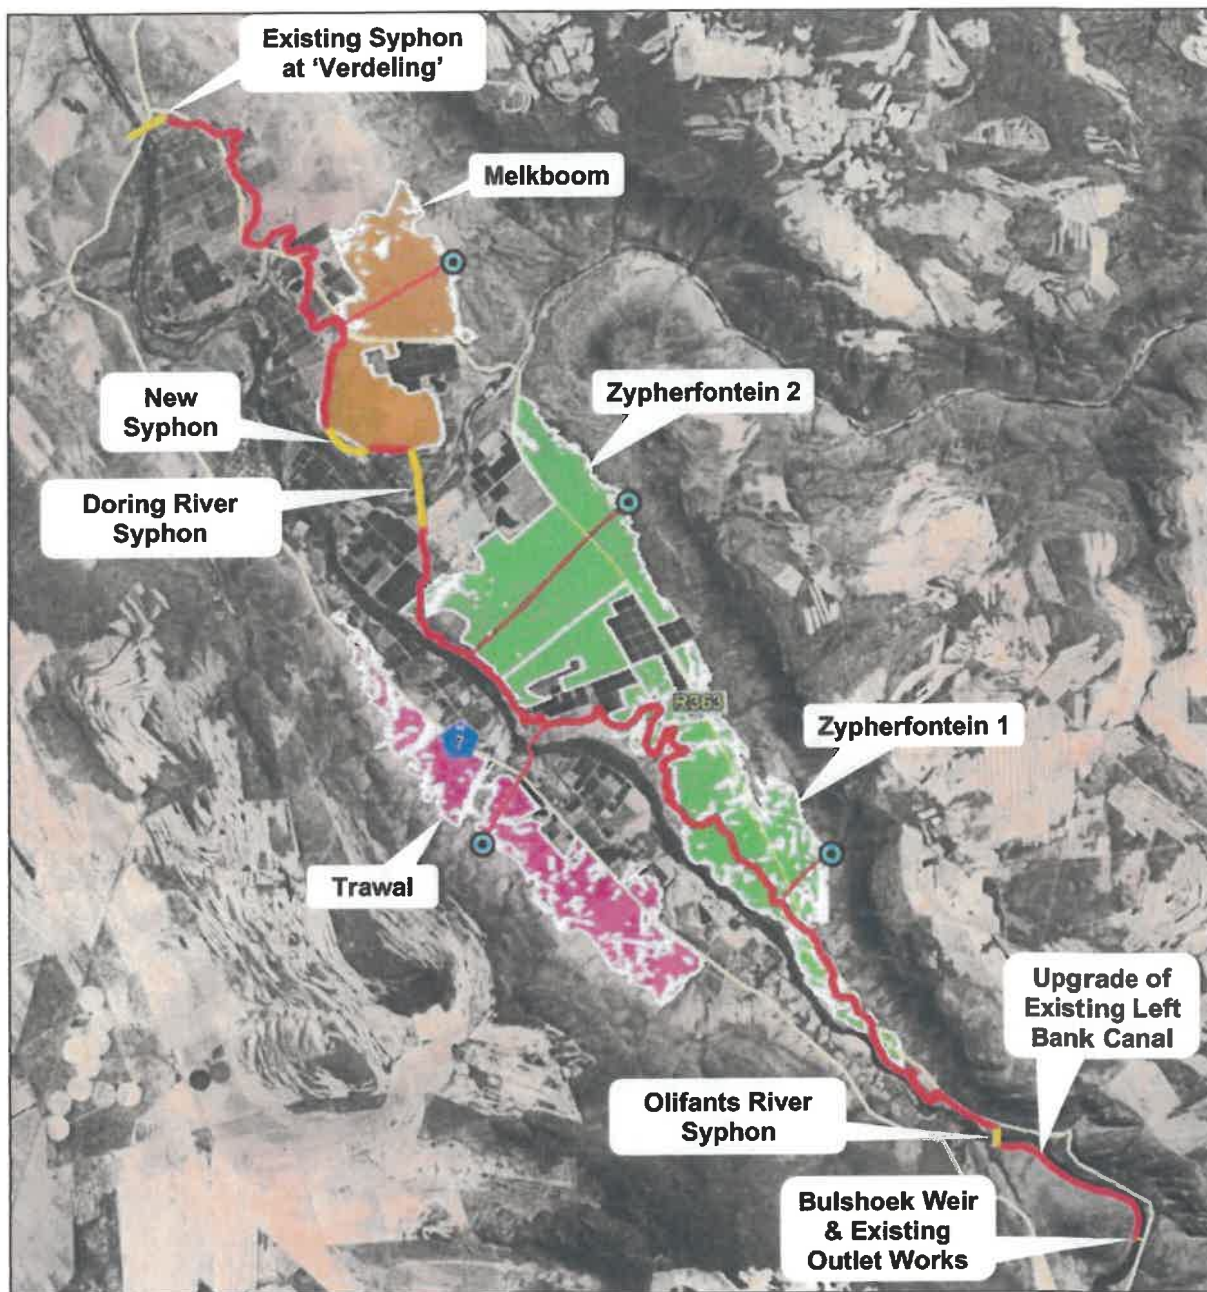 Existing Syphon
at ‘Verdeling’
Melkboom
New
Syphon
Zypherfontein 2
Doring River
Syphon
R363
Zypherfontein 1
7
Trawal
Upgrade of
Existing Left
Bank Canal
Olifants River
Syphon
Bulshoek Weir
& Existing
Outlet Works